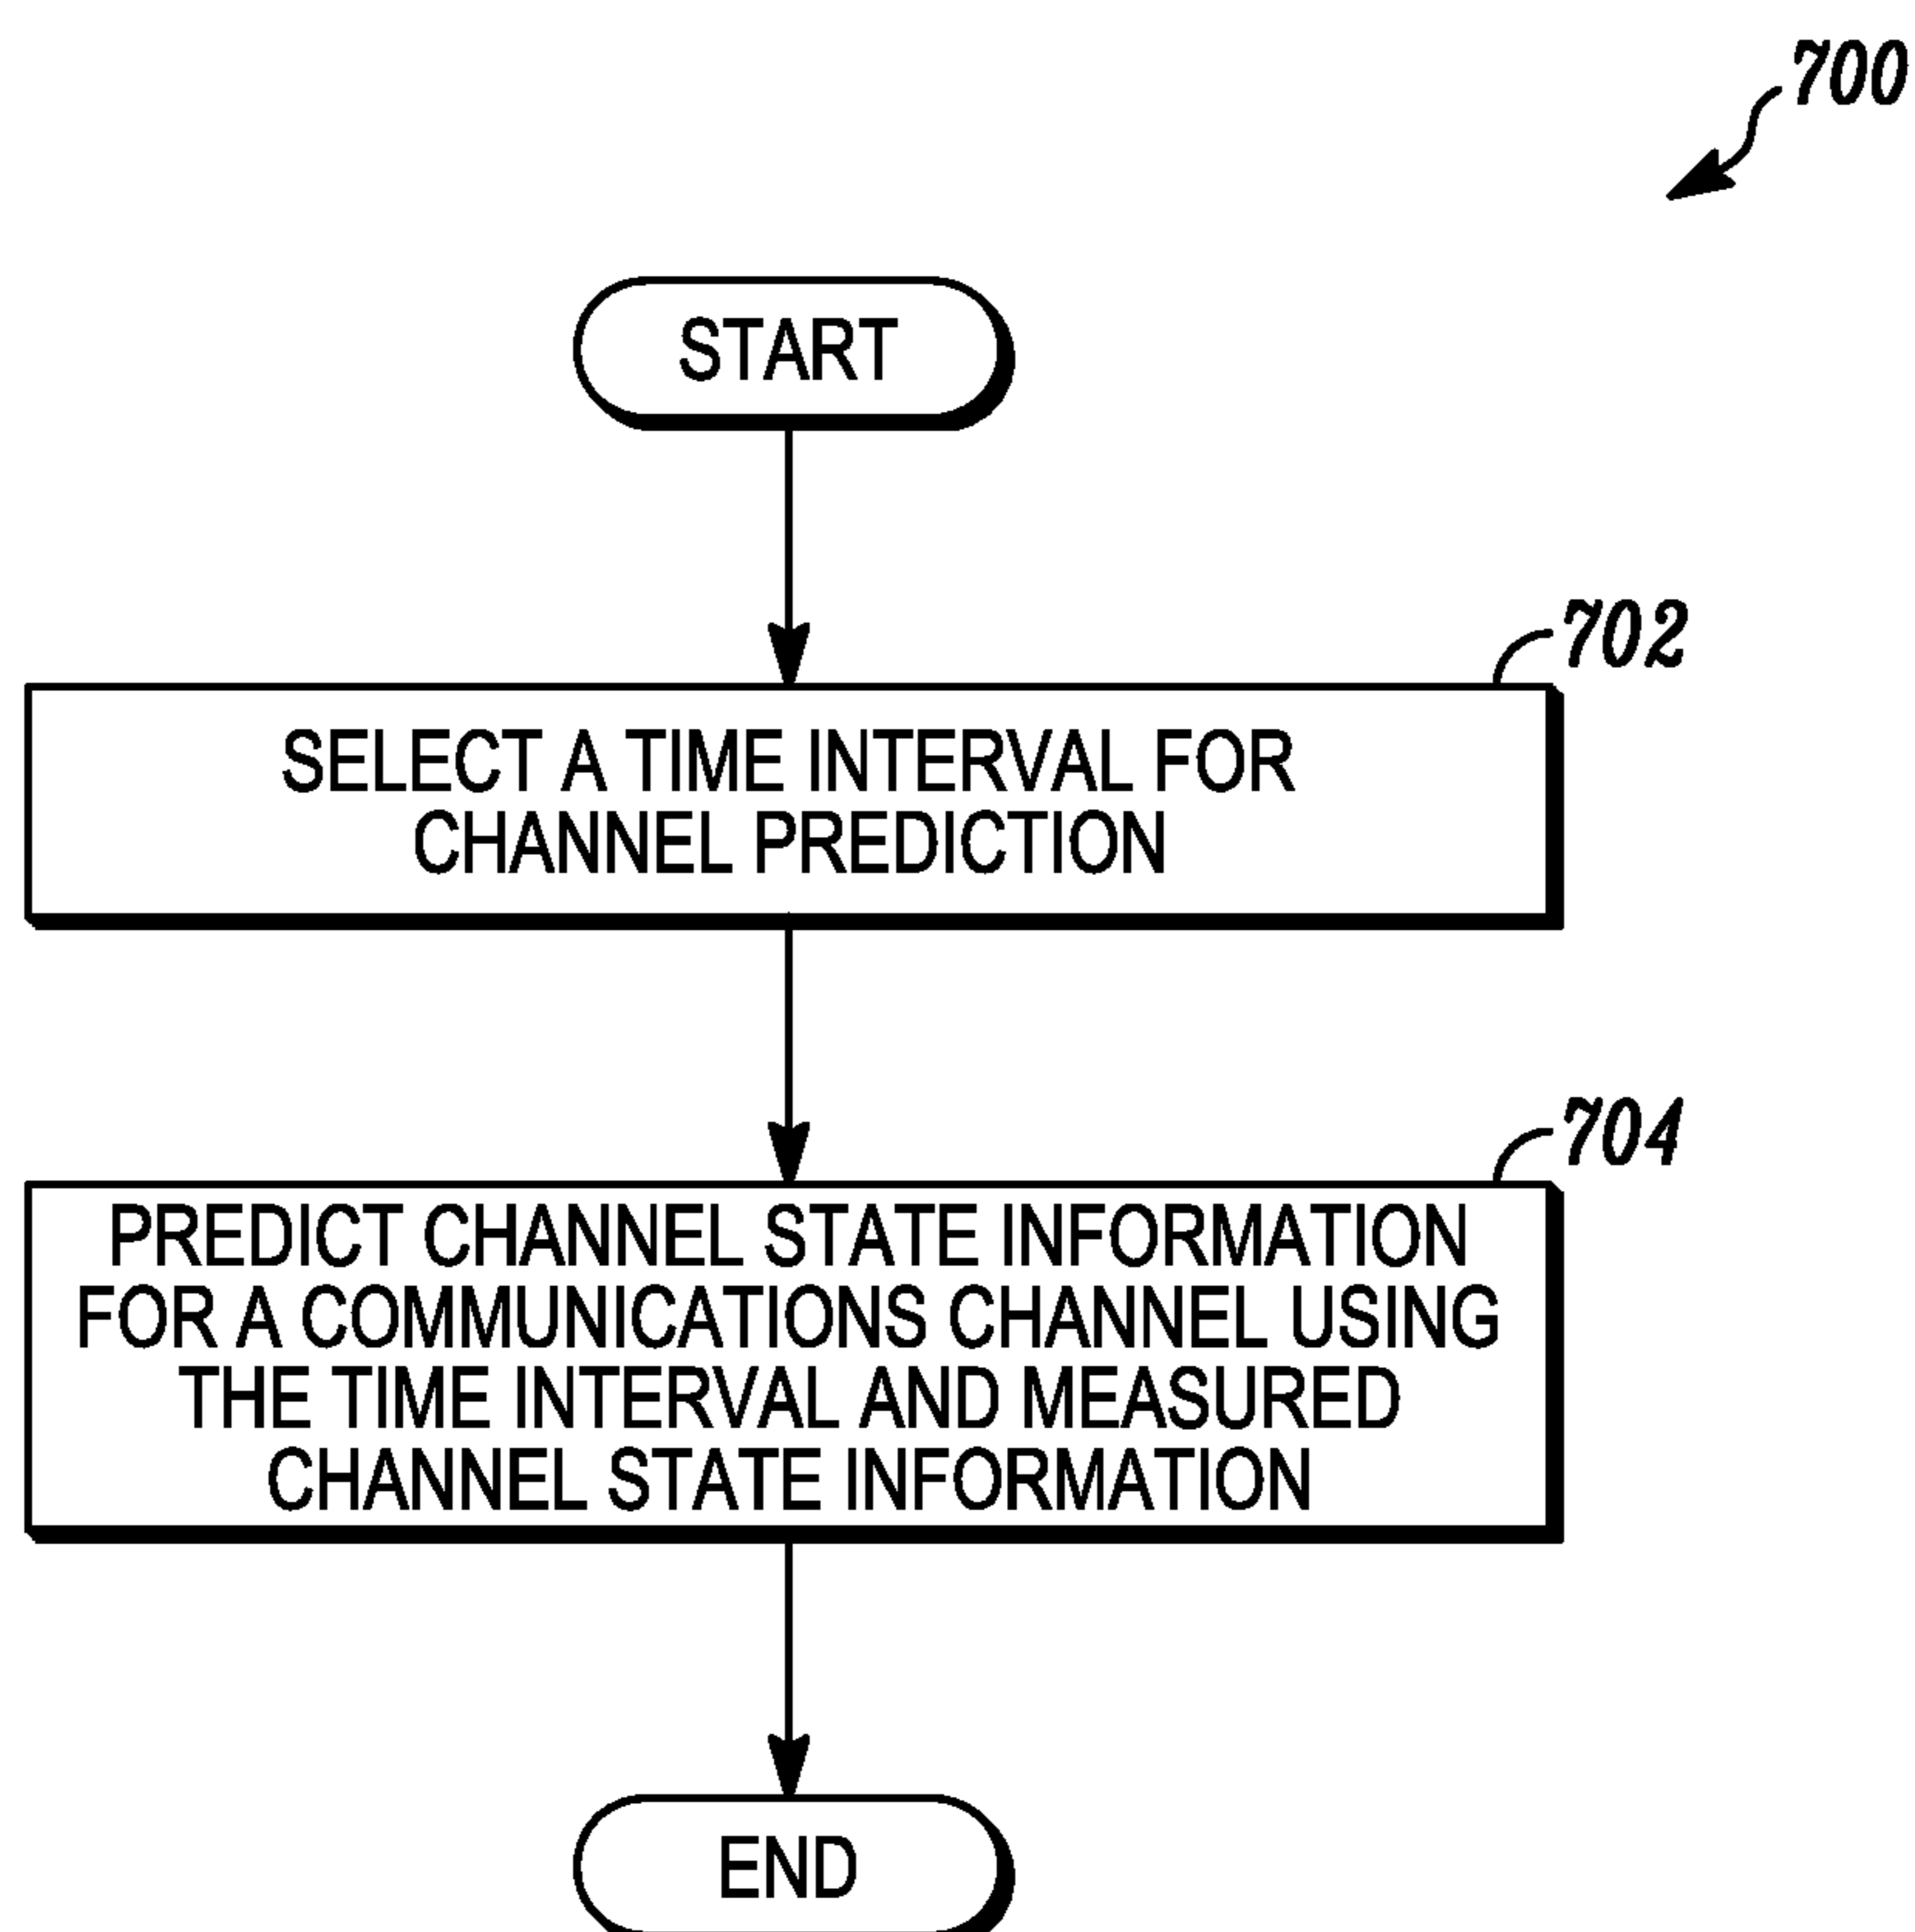 700
START
702
SELECT A TIME INTERVAL FOR
CHANNEL PREDICTION
704
PREDICT CHANNEL STATE INFORMATION
FOR A COMMUNICATIONS CHANNEL USING
THE TIME INTERVAL AND MEASURED
CHANNEL STATE INFORMATION
END